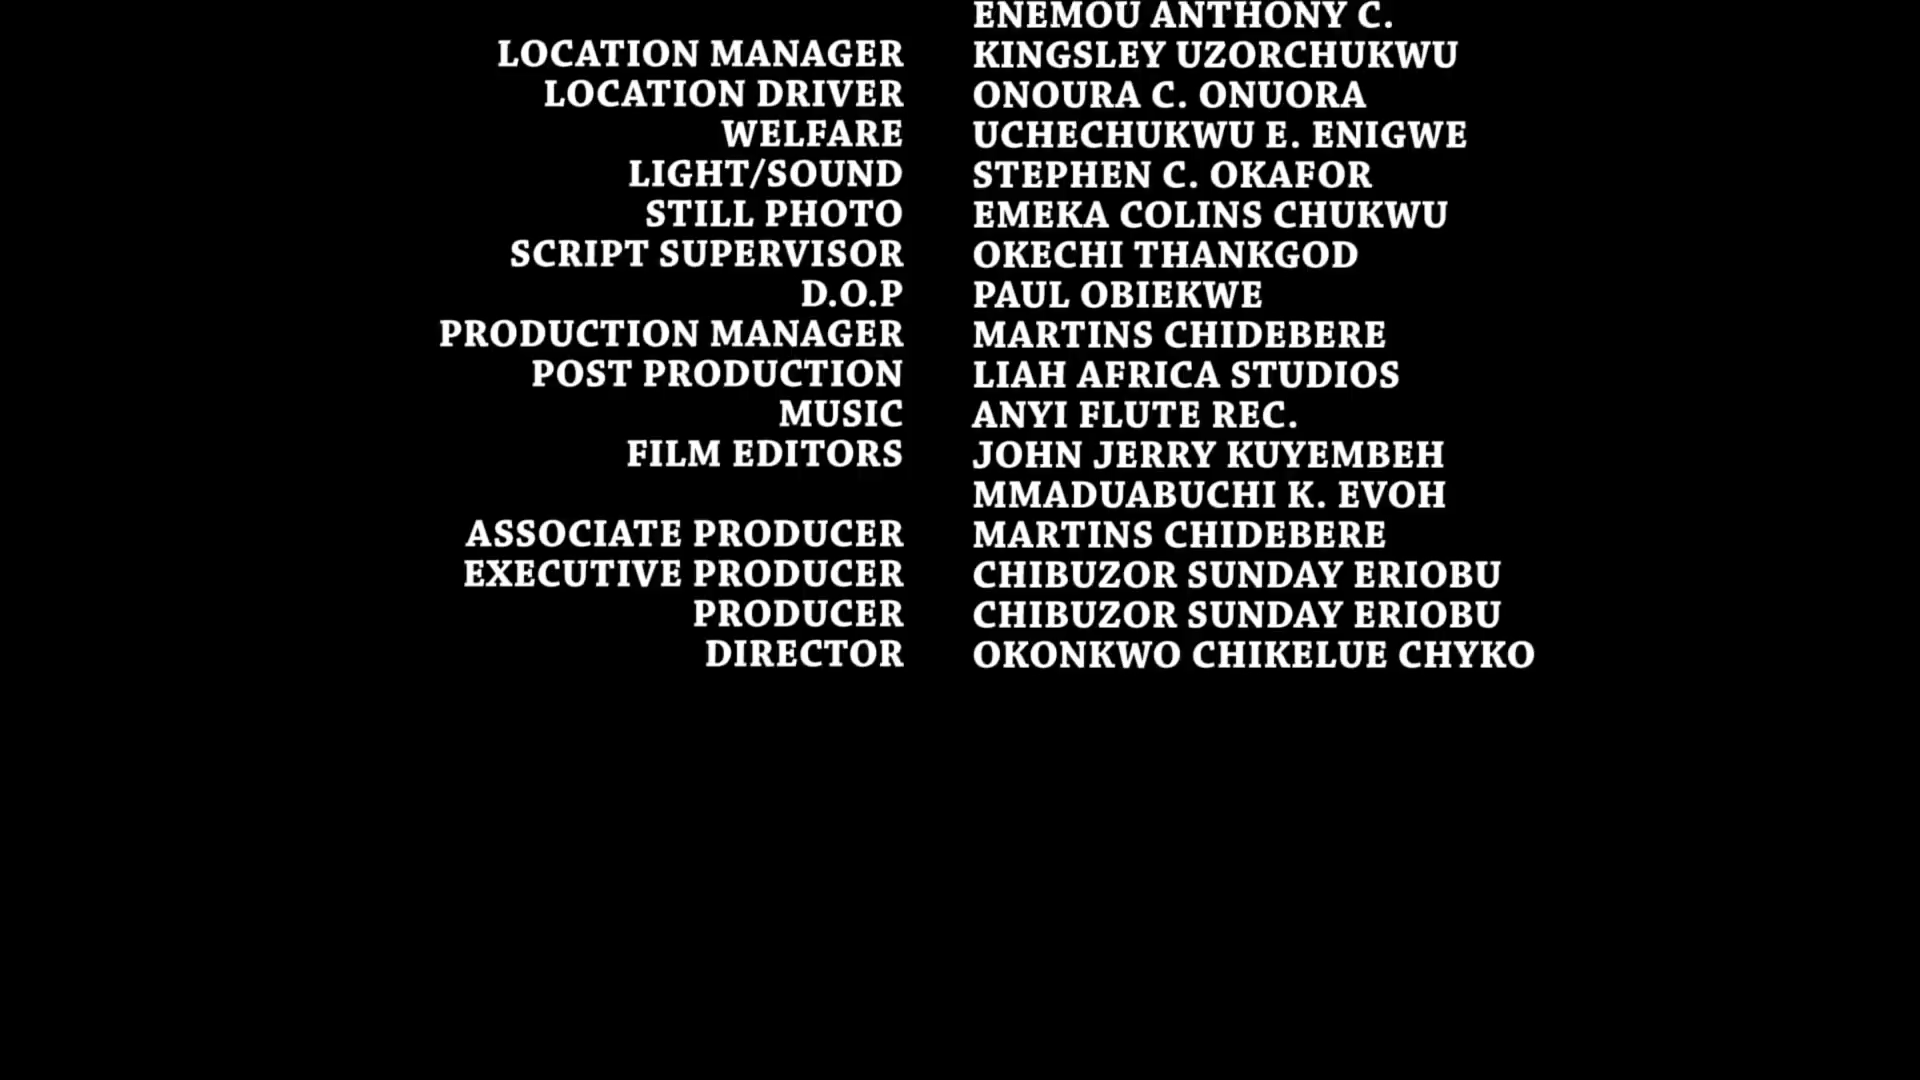 ENEMOU ANTHONY C.
LOCATION MANAGER KINGSLEY UZORCHUKWU
LOCATION DRIVER ONOURA C. ONUORA
WELFARE UCHECHUKWU E. ENIGWE
LIGHT/SOUND STEPHEN C. OKAFOR
STILL PHOTO EMEKA COLINS CHUKWU
SCRIPT SUPERVISOR OKECHI THANKGOD
D.O.P PAUL OBIEKWE
PRODUCTION MANAGER MARTINS CHIDEBERE
POST PRODUCTION LIAH AFRICA STUDIOS
MUSIC ANYI FLUTE REC.
FILM EDITORS JOHN JERRY KUYEMBEH
MMADUABUCHI K. EVOH
ASSOCIATE PRODUCER MARTINS CHIDEBERE
EXECUTIVE PRODUCER CHIBUZOR SUNDAY ERIOBU
PRODUCER CHIBUZOR SUNDAY ERIOBU
DIRECTOR OKONKWO CHIKELUE CHYKO